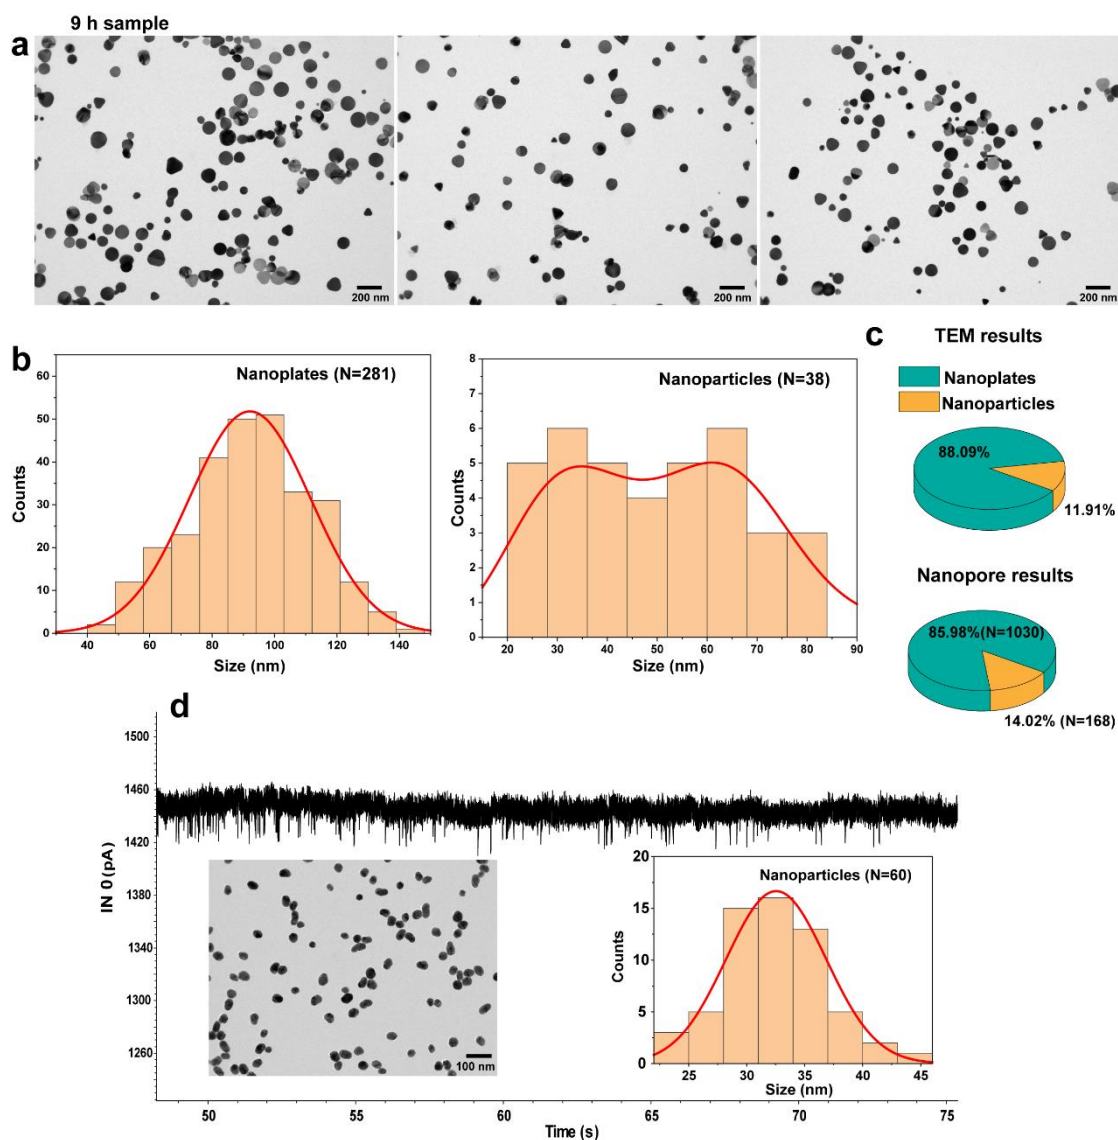 9 h sample
a
200 nm
200 nm
200 nm
b
Nanoplates (N=281)
Counts
60
50
40
30
20
10
0
40 60 80 100 120 140
Size (nm)
Nanoparticles (N=38)
Counts
8
7
6
5
4
3
2
1
0
20 30 40 50 60 70 80 90
Size (nm)
c
TEM results
Nanoplates
Nanoparticles
88.09%
11.91%
Nanopore results
85.98%(N=1030)
14.02% (N=168)
d
IN 0 (pA)
1500
1460
1420
1380
1340
1300
1260
50 55 60 65 70 75
Time (s)
100 nm
Nanoparticles (N=60)
Counts
20
15
10
5
0
25 30 35 40 45
Size (nm)